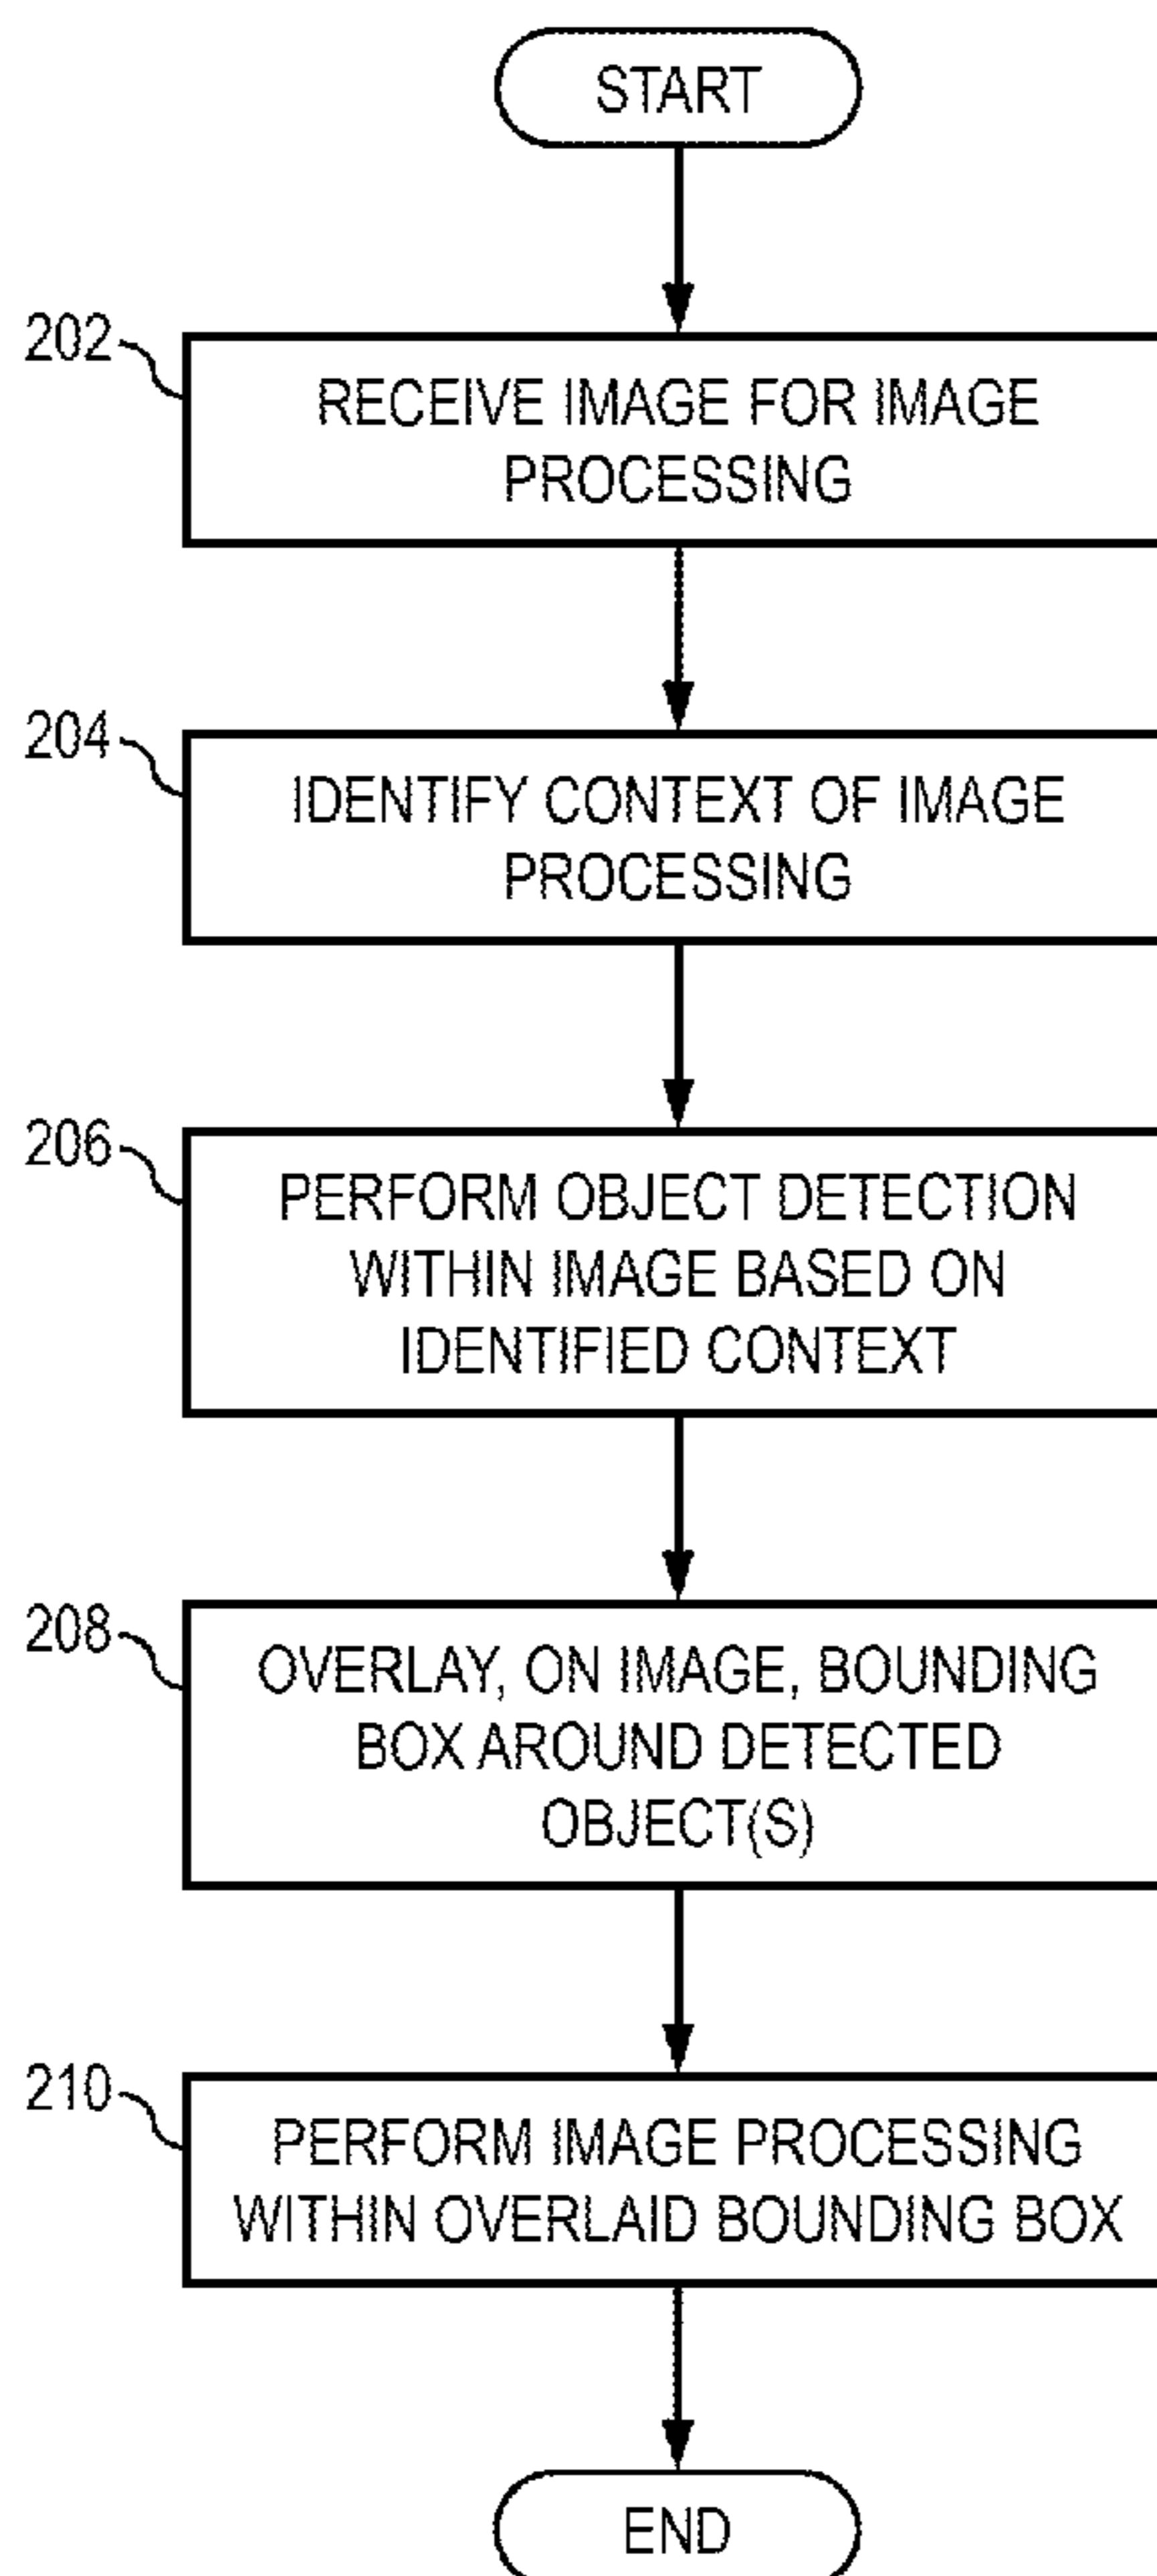 START
202
RECEIVE IMAGE FOR IMAGE
PROCESSING
204
IDENTIFY CONTEXT OF IMAGE
PROCESSING
206
PERFORM OBJECT DETECTION
WITHIN IMAGE BASED ON
IDENTIFIED CONTEXT
208
OVERLAY, ON IMAGE, BOUNDING
BOX AROUND DETECTED
OBJECT(S)
210
PERFORM IMAGE PROCESSING
WITHIN OVERLAID BOUNDING BOX
END